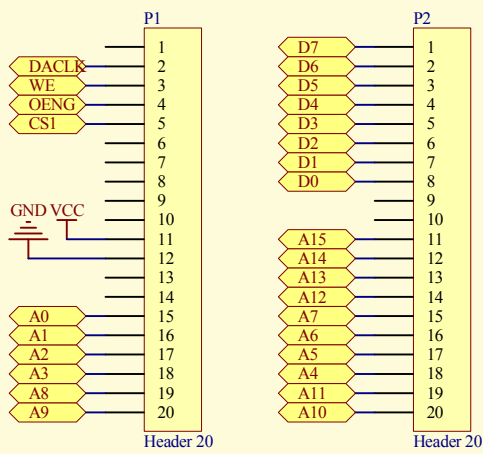 P1
1
DACLK 2
WE 3
OENG 4
CS1 5
6
7
8
9
10
GND VCC
11
12
13
14
A0 15
A1 16
A2 17
A3 18
A8 19
A9 20
Header 20
P2
D7 1
D6 2
D5 3
D4 4
D3 5
D2 6
D1 7
D0 8
9
10
A15 11
A14 12
A13 13
A12 14
A7 15
A6 16
A5 17
A4 18
A11 19
A10 20
Header 20